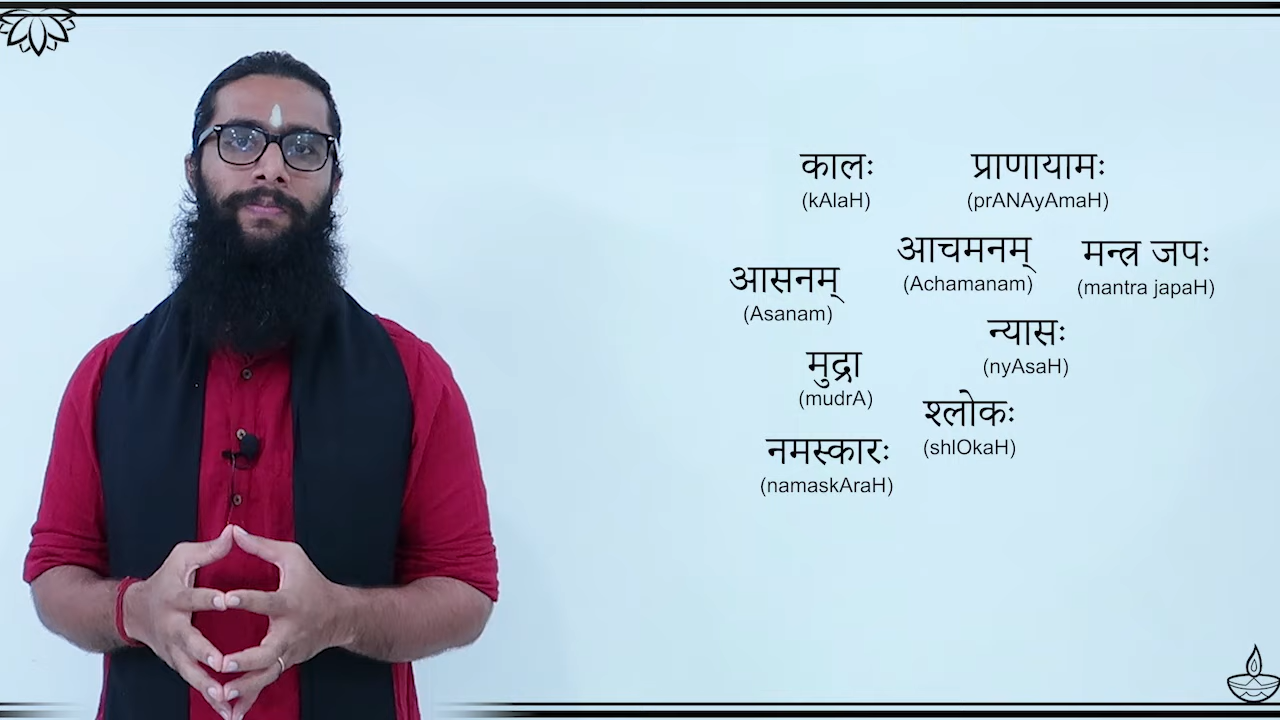 कालः
(kAlaH)
प्राणायामः
(prANAyAmaH)
आचमनम्
(Achamanam)
मन्त्र जपः
(mantra japaH)
आसनम्
(Asanam)
न्यासः
(nyAsaH)
मुद्रा
(mudrA)
श्लोकः
(shlOkaH)
नमस्कारः
(namaskAraH)